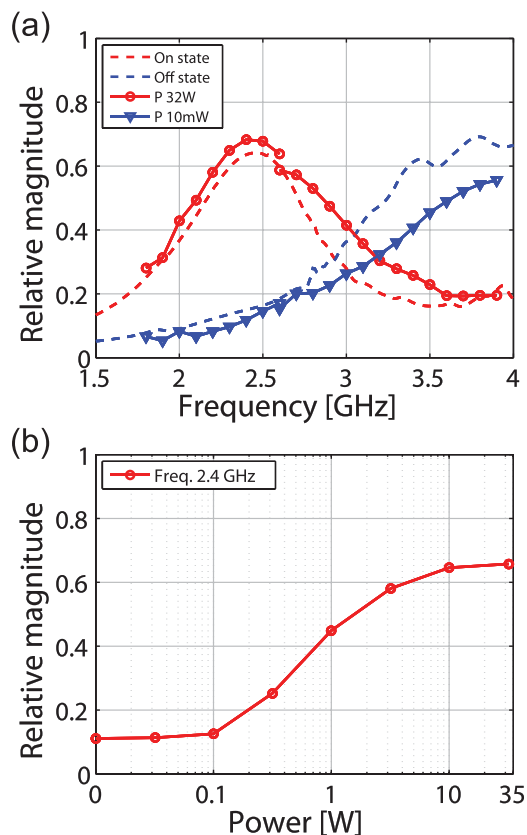 (a)
On state
Off state
P 32W
P 10mW
1
0.8
0.6
0.4
0.2
0
Relative magnitude
1.5
2
2.5
3
3.5
4
Frequency [GHz]
(b)
Freq. 2.4 GHz
1
0.8
0.6
0.4
0.2
0
Relative magnitude
0
0.1
1
10
35
Power [W]